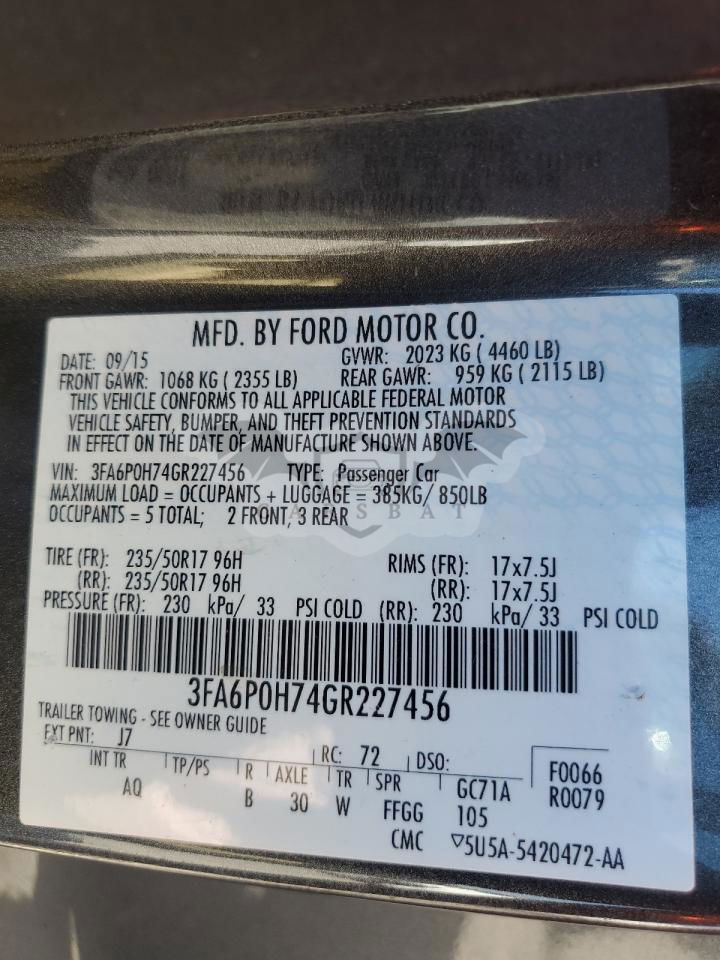 MFD. BY FORD MOTOR CO.
DATE: 09/15 GVWR: 2023 KG ( 4460 LB)
FRONT GAWR: 1068 KG ( 2355 LB) REAR GAWR: 959 KG ( 2115 LB)
THIS VEHICLE CONFORMS TO ALL APPLICABLE FEDERAL MOTOR
VEHICLE SAFETY, BUMPER, AND THEFT PREVENTION STANDARDS
IN EFFECT ON THE DATE OF MANUFACTURE SHOWN ABOVE.
VIN: 3FA6P0H74GR227456 TYPE: Passenger Car
MAXIMUM LOAD = OCCUPANTS + LUGGAGE = 385KG/ 850LB
OCCUPANTS = 5 TOTAL; 2 FRONT, 3 REAR
CARSBAT
TIRE (FR): 235/50R17 96H RIMS (FR): 17x7.5J
(RR): 235/50R17 96H (RR): 17x7.5J
PRESSURE (FR): 230 kPa/ 33 PSI COLD (RR): 230 kPa/ 33 PSI COLD
3FA6P0H74GR227456
TRAILER TOWING - SEE OWNER GUIDE
EXT PNT: J7 RC: 72 DSO:
INT TR TP/PS R AXLE TR SPR GC71A F0066
AQ B 30 W FFGG 105 R0079
CMC ▽5U5A-5420472-AA